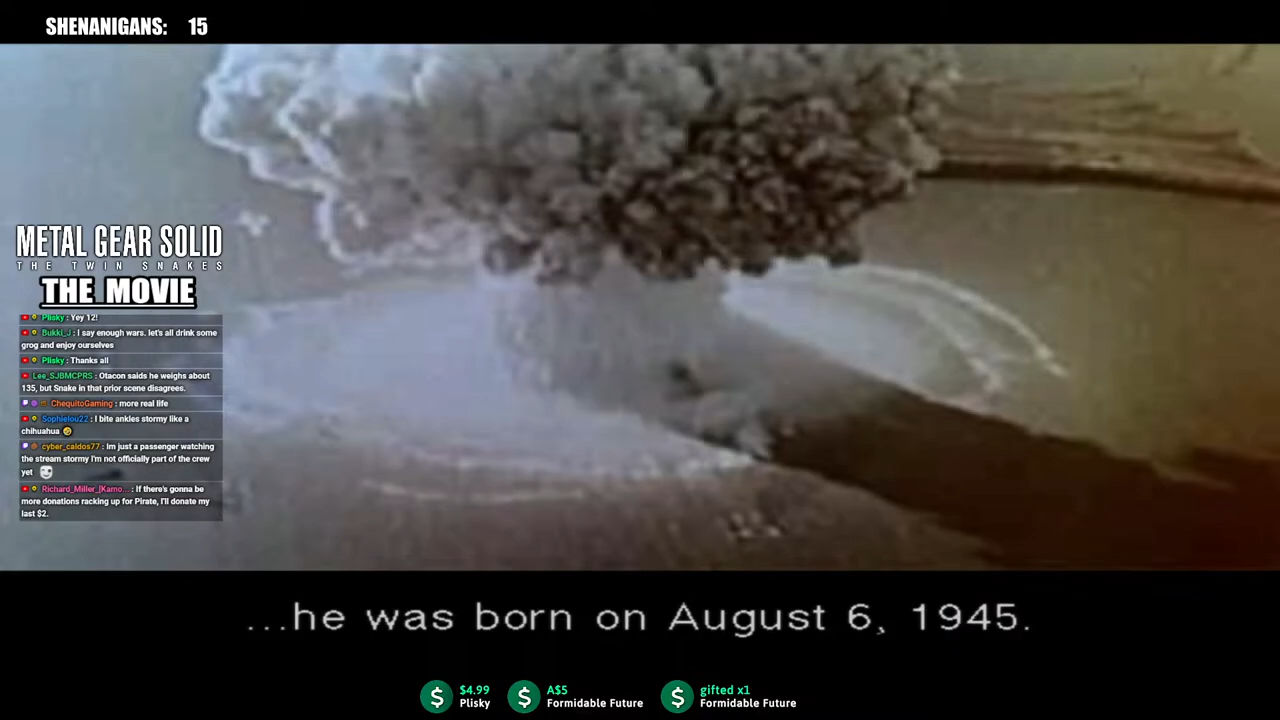 SHENANIGANS: 15
METAL GEAR SOLID
THE TWIN SNAKES
THE MOVIE
Plisky : Yey 12!
Bukki_J : I say enough wars. let's all drink some
grog and enjoy ourselves
Plisky : Thanks all
Lee_SJBMCPRS : Otacon saids he weighs about
135, but Snake in that prior scene disagrees.
ChequitoGaming : more real life
Sophielou22 : I bite ankles stormy like a
chihuahua
cyber_caldos77 : Im just a passenger watching
the stream stormy I'm not officially part of the crew
yet
Richard_Miller_[Kamo... : If there's gonna be
more donations racking up for Pirate, I'll donate my
last $2.
...he was born on August 6, 1945.
$4.99
Plisky
A$5
Formidable Future
gifted x1
Formidable Future